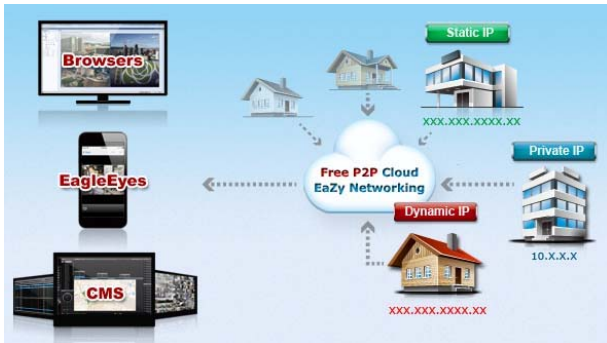 Browsers
EagleEyes
CMS
Free P2P Cloud
EaZy Networking
Static IP
XXX.XXX.XXXX.XX
Private IP
10.X.X.X
Dynamic IP
XXX.XXX.XXXX.XX